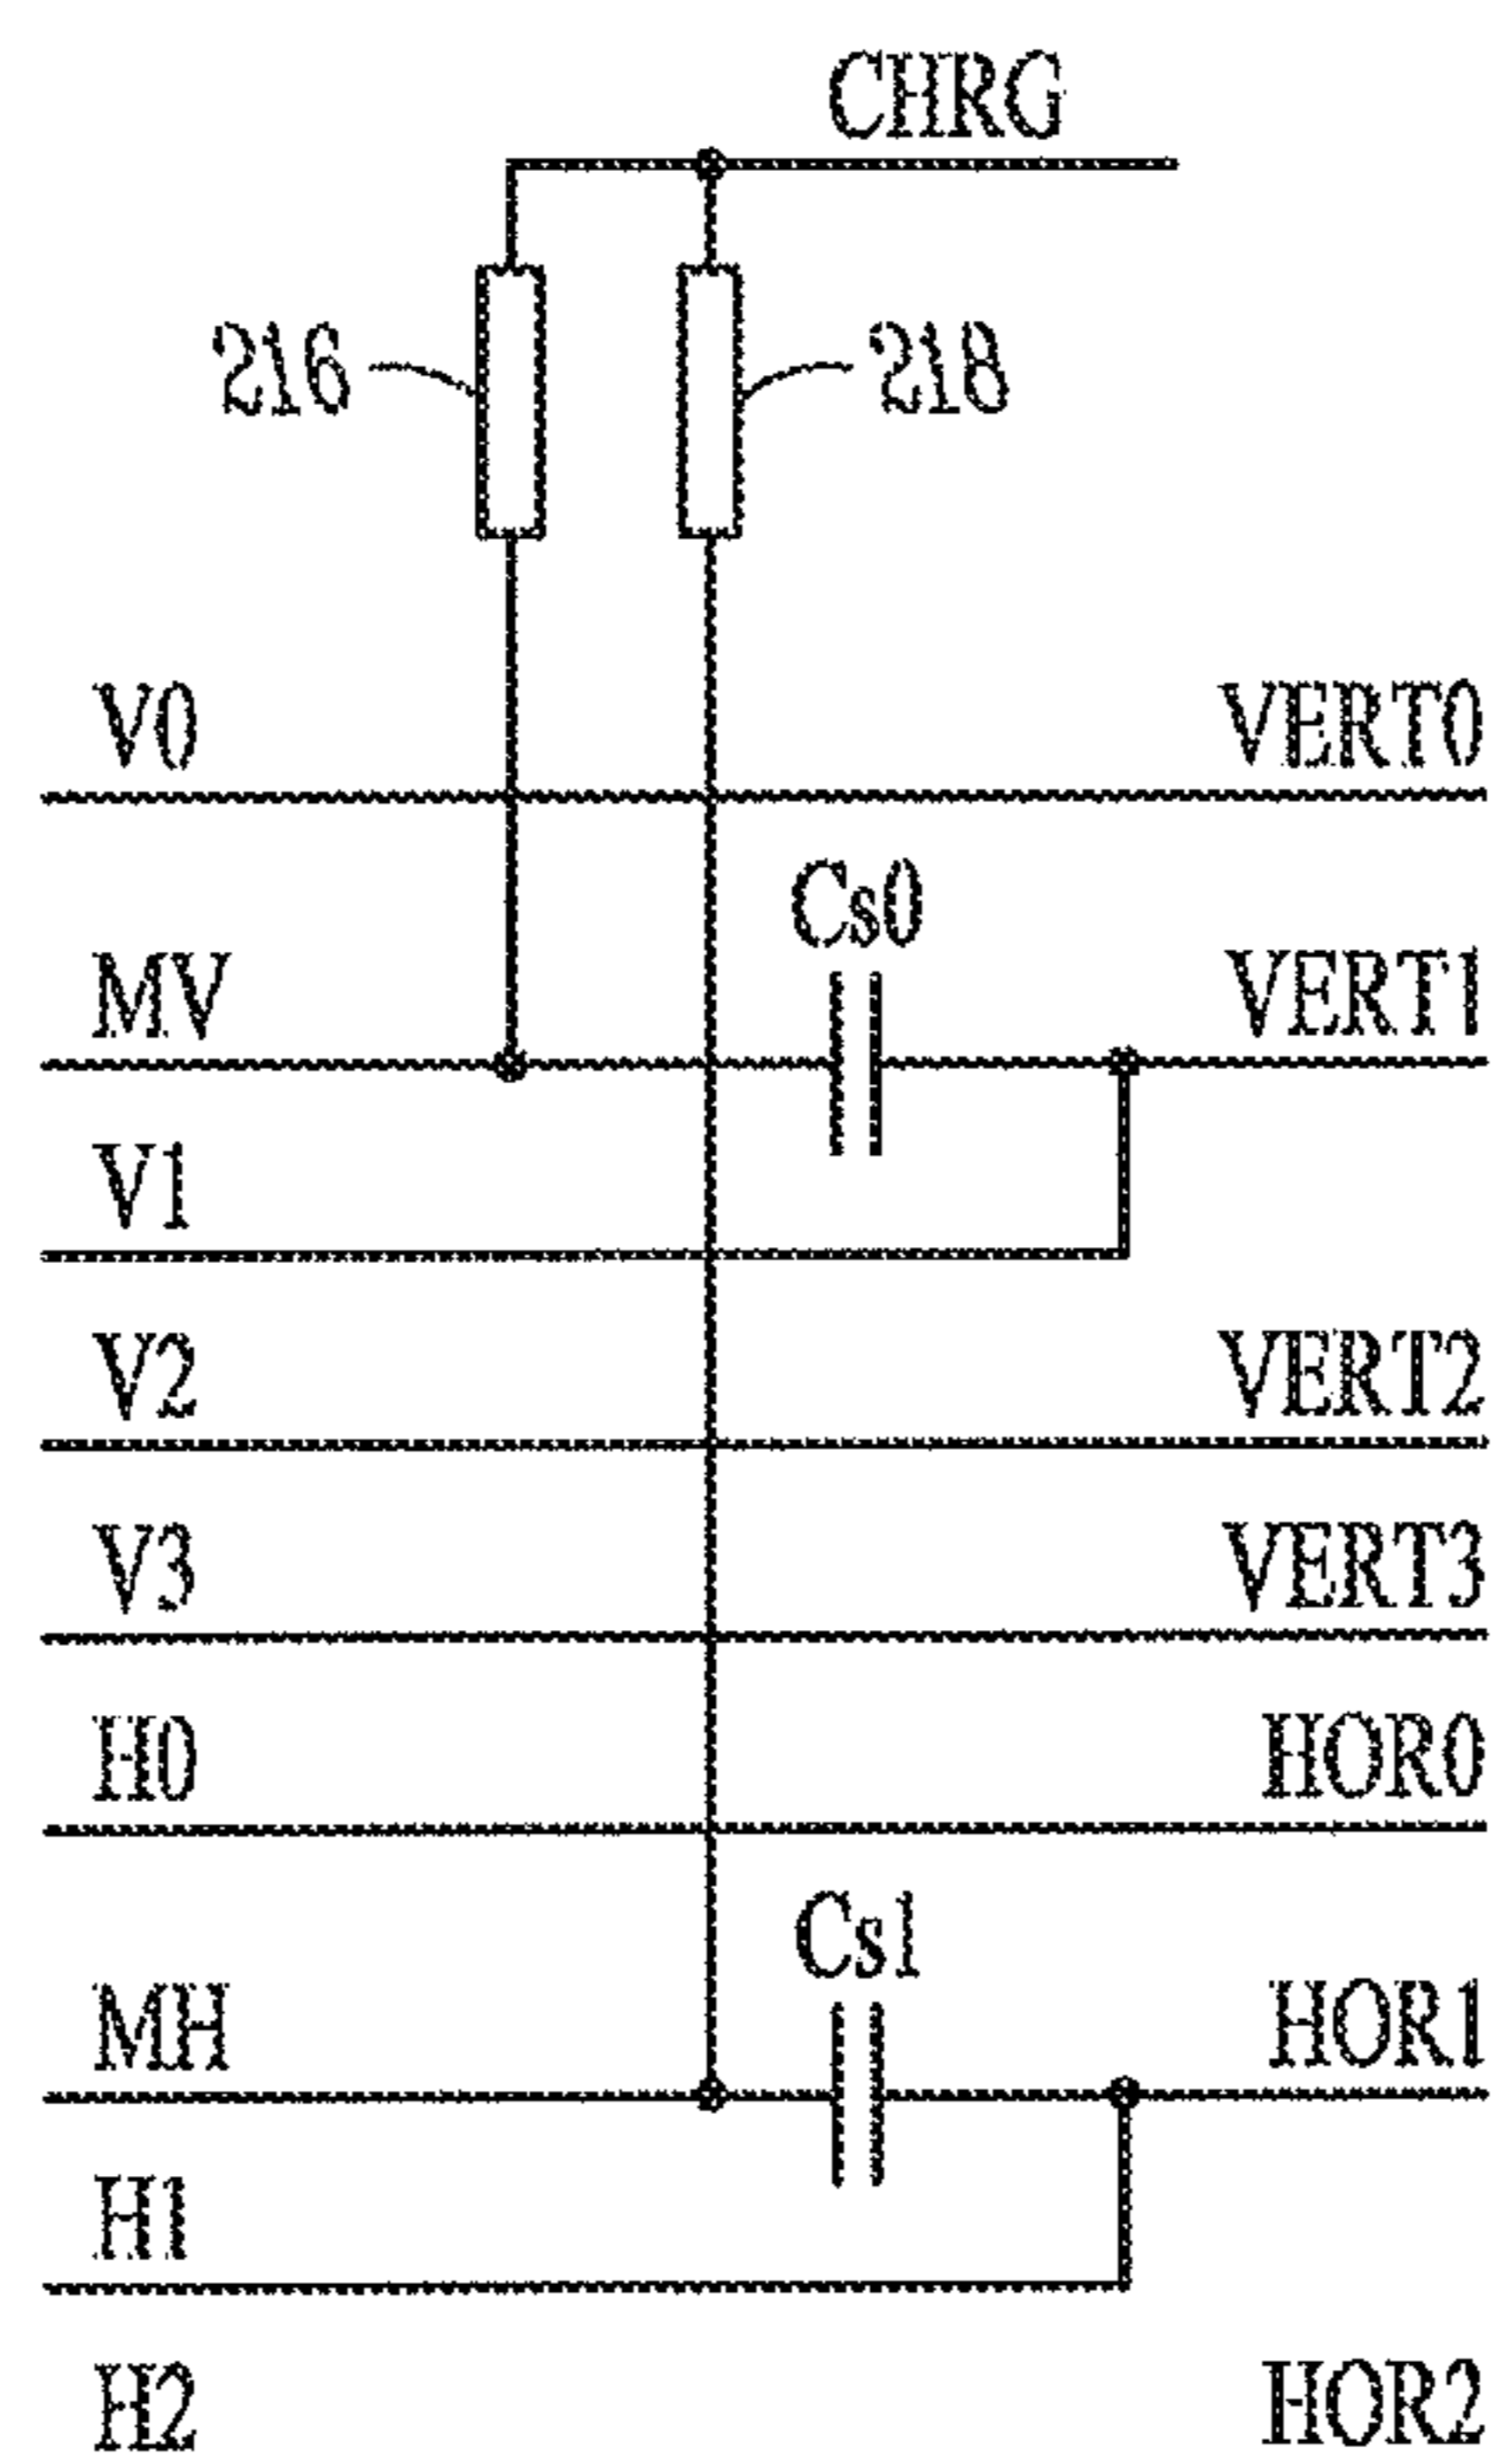 CHRG
216 218
V0 VERT0
Cs0
MV VERT1
V1
V2 VERT2
V3 VERT3
H0 HOR0
Cs1
MH HOR1
H1
H2 HOR2